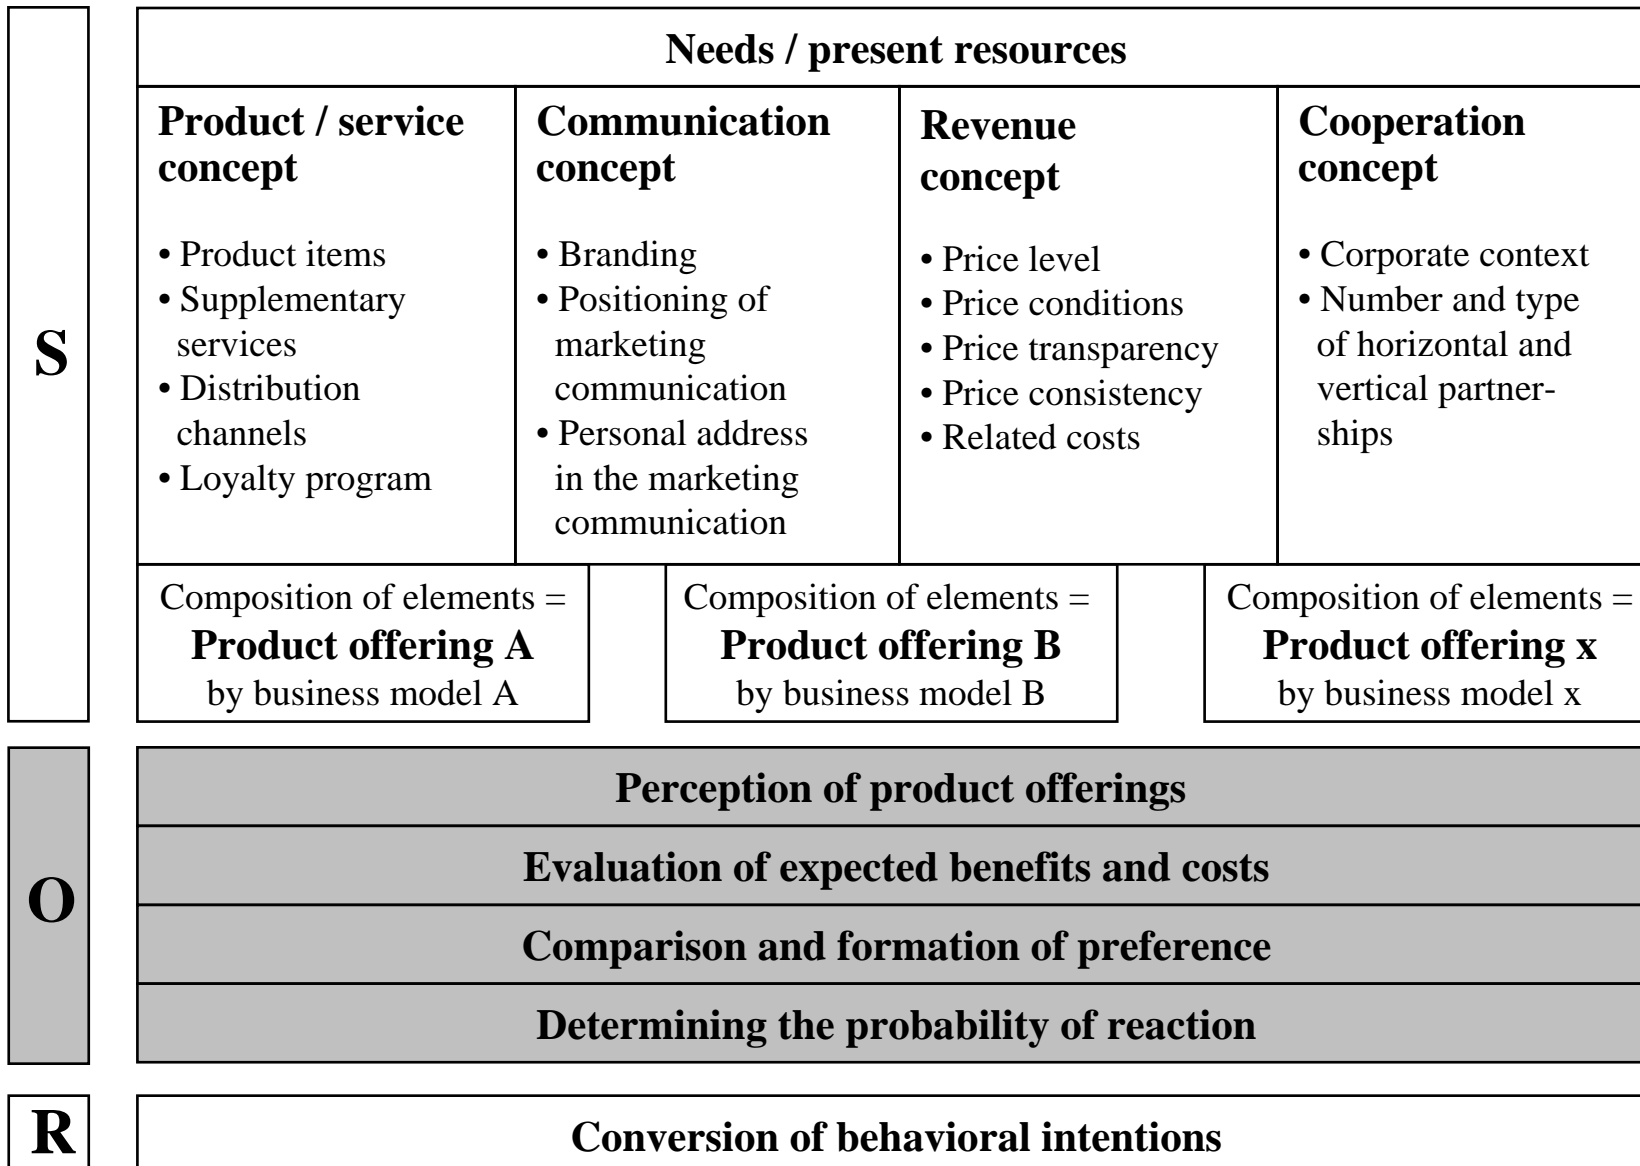 S
Needs / present resources
Product / service
concept
• Product items
• Supplementary
services
• Distribution
channels
• Loyalty program
Communication
concept
• Branding
• Positioning of
marketing
communication
• Personal address
in the marketing
communication
Revenue
concept
• Price level
• Price conditions
• Price transparency
• Price consistency
• Related costs
Cooperation
concept
• Corporate context
• Number and type
of horizontal and
vertical partner-
ships
Composition of elements =
Product offering A
by business model A
Composition of elements =
Product offering B
by business model B
Composition of elements =
Product offering x
by business model x
O
Perception of product offerings
Evaluation of expected benefits and costs
Comparison and formation of preference
Determining the probability of reaction
R
Conversion of behavioral intentions